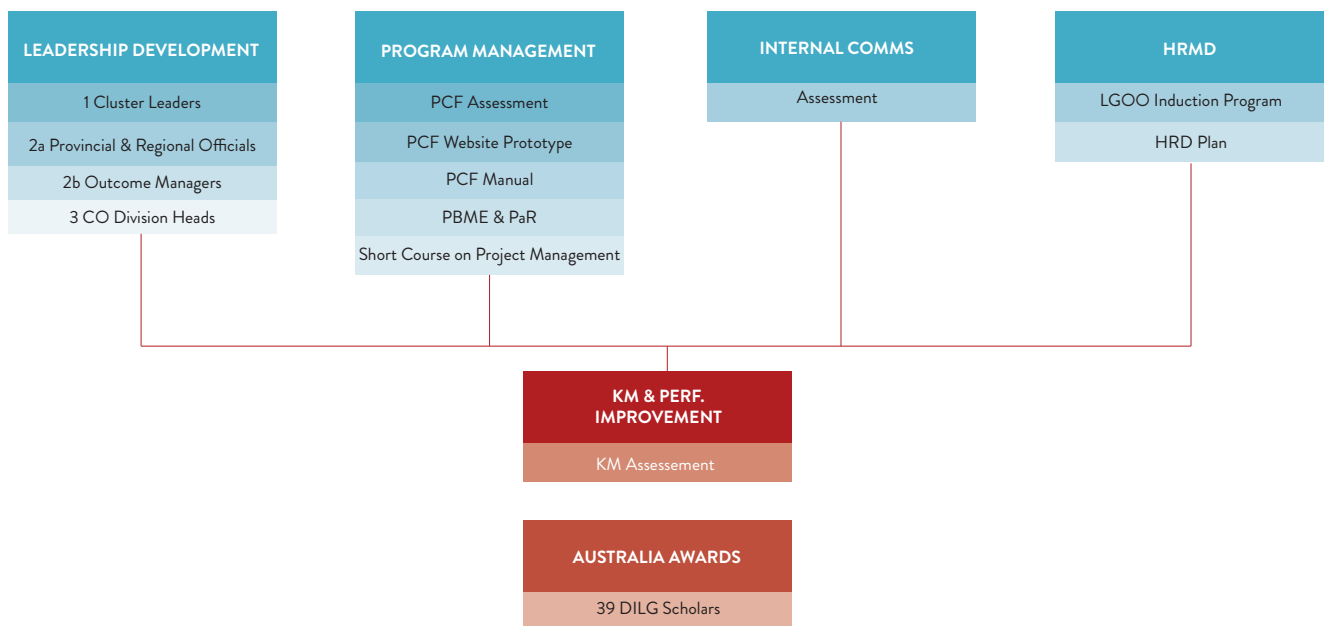 LEADERSHIP DEVELOPMENT
1 Cluster Leaders
2a Provincial & Regional Officials
2b Outcome Managers
3 CO Division Heads
PROGRAM MANAGEMENT
PCF Assessment
PCF Website Prototype
PCF Manual
PBME & PaR
Short Course on Project Management
INTERNAL COMMS
Assessment
HRMD
LGOO Induction Program
HRD Plan
KM & PERF.
IMPROVEMENT
KM Assessement
AUSTRALIA AWARDS
39 DILG Scholars